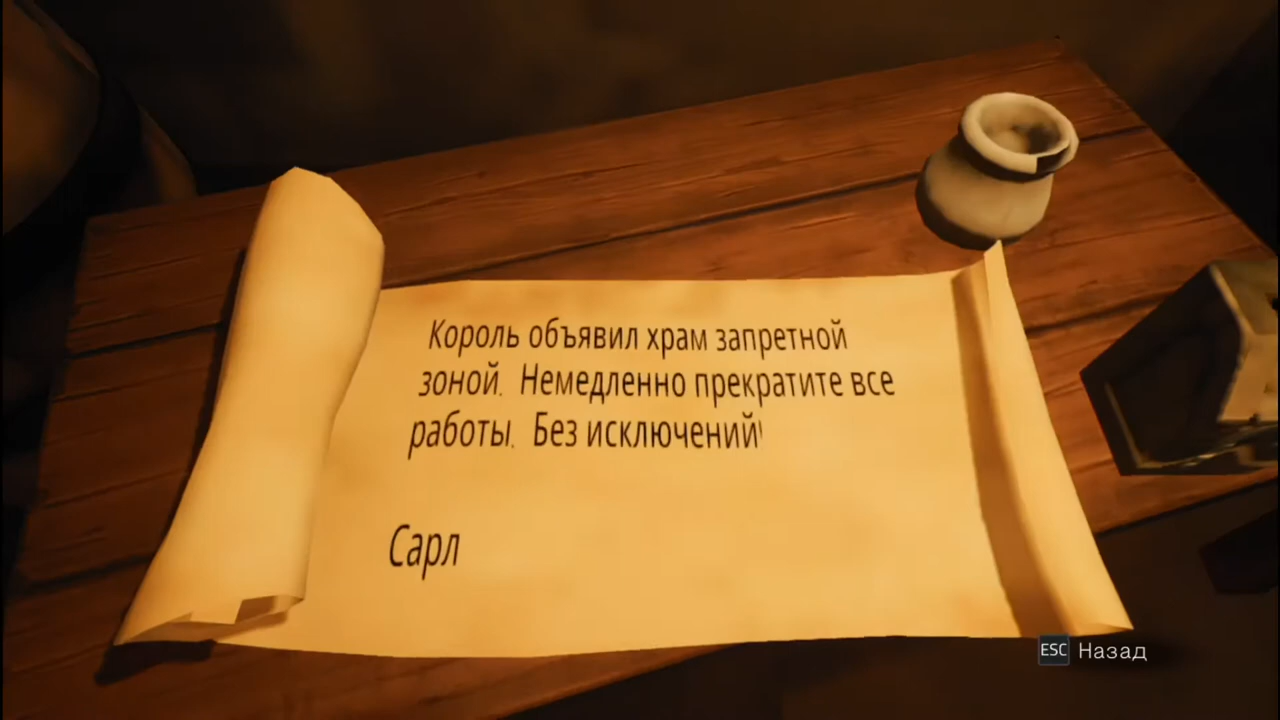 Король объявил храм запретной
зоной. Немедленно прекратите все
работы. Без исключений!
Сарл
ESC Назад